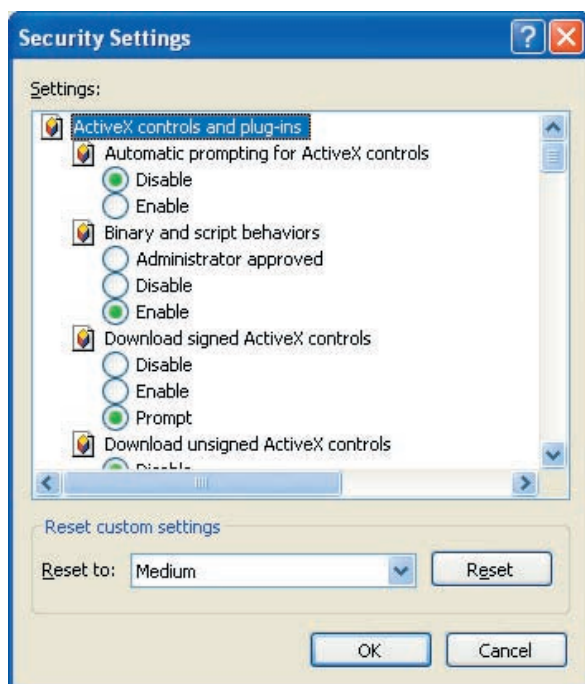 Security Settings
Settings:
ActiveX controls and plug-ins
Automatic prompting for ActiveX controls
Disable
Enable
Binary and script behaviors
Administrator approved
Disable
Enable
Download signed ActiveX controls
Disable
Enable
Prompt
Download unsigned ActiveX controls
Disable
Reset custom settings
Reset to: Medium Reset
OK Cancel